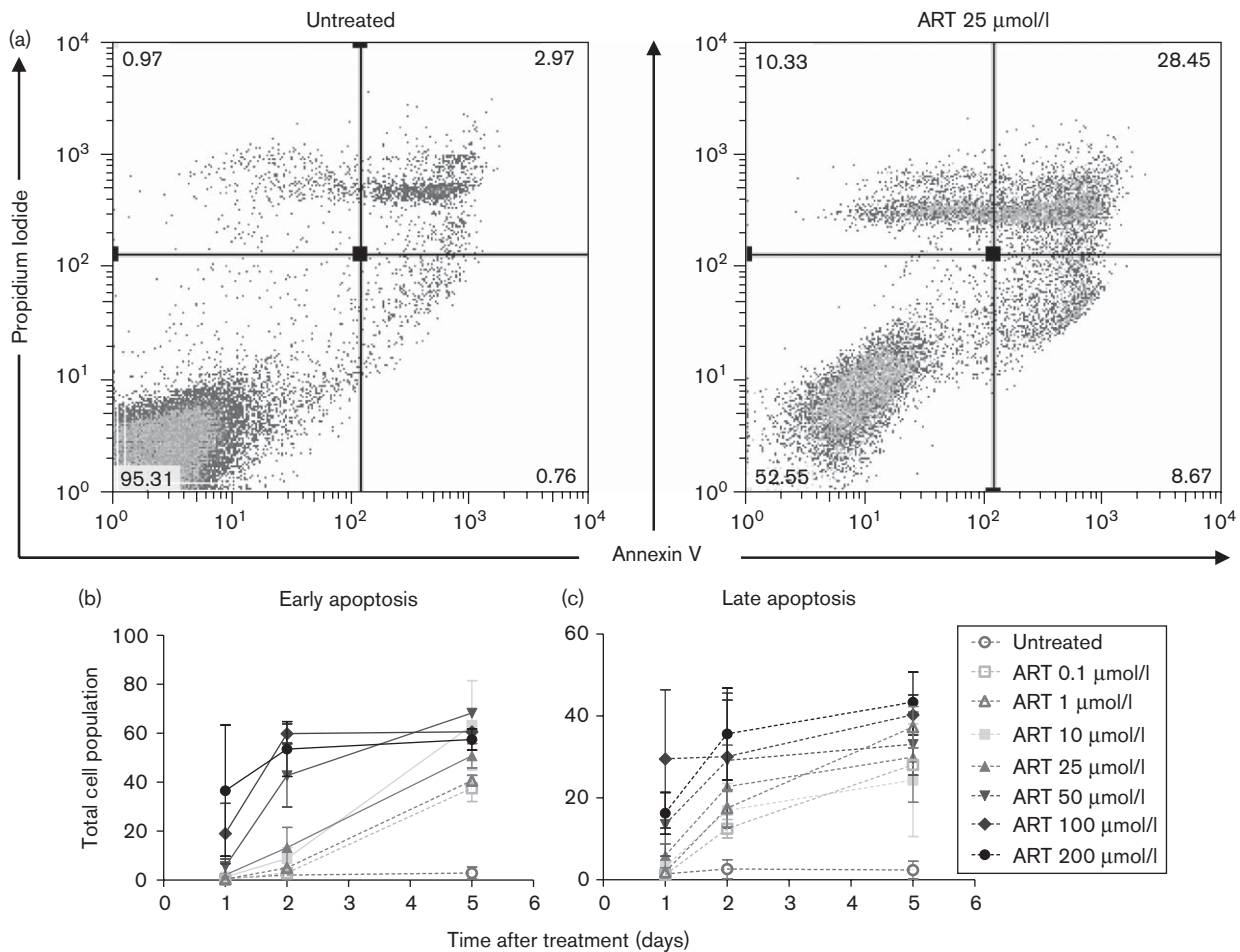 (a)
Untreated
ART 25 μmol/l
10⁴
10³
10²
10¹
10⁰
0.97
2.97
95.31
0.76
10⁰ 10¹ 10² 10³ 10⁴
Propidium Iodide
10⁴
10³
10²
10¹
10⁰
10.33
28.45
52.55
8.67
10⁰ 10¹ 10² 10³ 10⁴
Annexin V
(b)
Early apoptosis
100
80
60
40
20
0
0 1 2 3 4 5 6
Total cell population
(c)
Late apoptosis
60
40
20
0
0 1 2 3 4 5 6
Time after treatment (days)
Untreated
ART 0.1 μmol/l
ART 1 μmol/l
ART 10 μmol/l
ART 25 μmol/l
ART 50 μmol/l
ART 100 μmol/l
ART 200 μmol/l